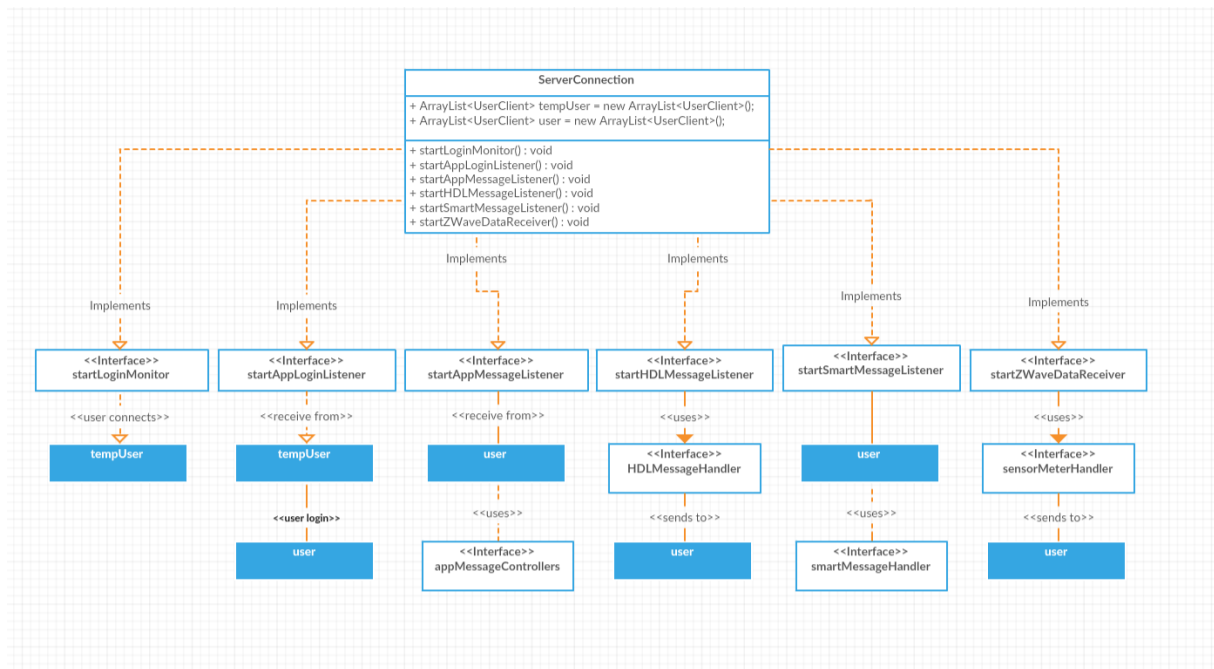 ServerConnection
+ ArrayList<UserClient> tempUser = new ArrayList<UserClient>();
+ ArrayList<UserClient> user = new ArrayList<UserClient>();
+ startLoginMonitor() : void
+ startAppLoginListener() : void
+ startAppMessageListener() : void
+ startHDLMessageListener() : void
+ startSmartMessageListener() : void
+ startZWaveDataReceiver() : void
Implements
Implements
Implements
Implements
Implements
Implements
<<Interface>>
startLoginMonitor
<<Interface>>
startAppLoginListener
<<Interface>>
startAppMessageListener
<<Interface>>
startHDLMessageListener
<<Interface>>
startSmartMessageListener
<<Interface>>
startZWaveDataReceiver
<<user connects>>
<<receive from>>
<<receive from>>
<<uses>>
<<uses>>
tempUser
tempUser
user
<<Interface>>
HDLMessageHandler
user
<<Interface>>
sensorMeterHandler
<<user login>>
<<uses>>
<<sends to>>
<<uses>>
<<sends to>>
user
<<Interface>>
appMessageControllers
user
<<Interface>>
smartMessageHandler
user